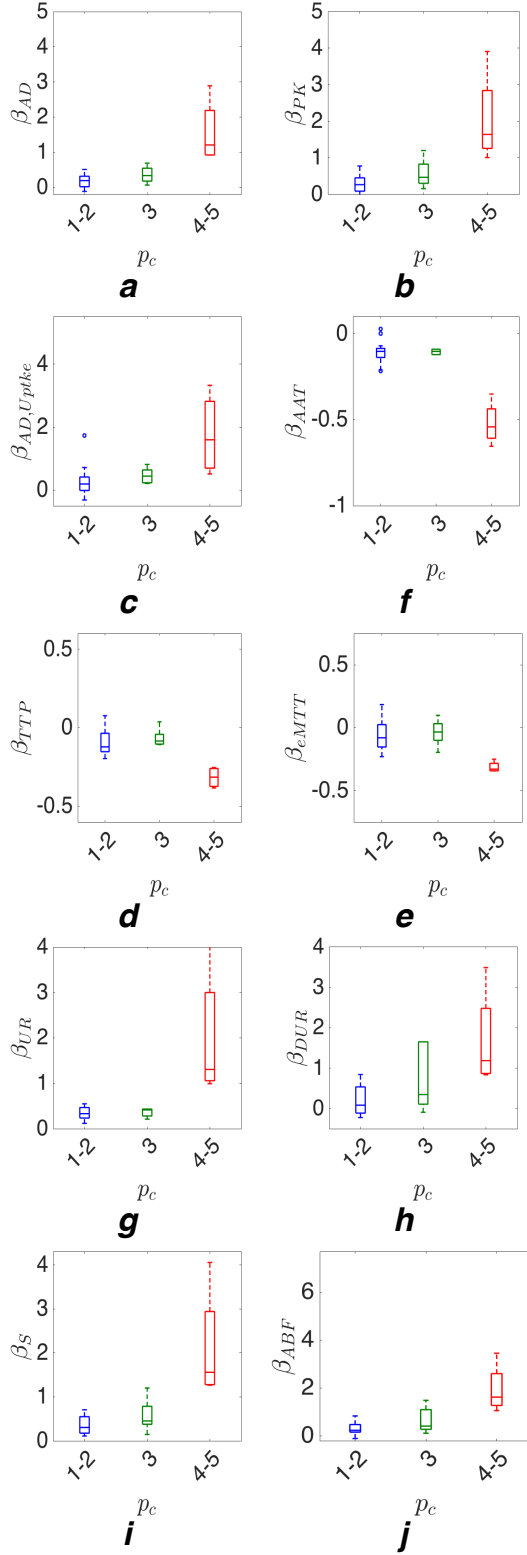 5
4
3
2
1
0
β_AD
1-2
3
4-5
p_c
a
5
4
3
2
1
0
β_PK
1-2
3
4-5
p_c
b
4
2
0
β_AD,Uptke
1-2
3
4-5
p_c
c
0
-0.5
-1
β_AAT
1-2
3
4-5
p_c
f
0.5
0
-0.5
β_TTP
1-2
3
4-5
p_c
d
0.5
0
-0.5
β_eMTT
1-2
3
4-5
p_c
e
4
3
2
1
0
β_UR
1-2
3
4-5
p_c
g
4
3
2
1
0
β_DUR
1-2
3
4-5
p_c
h
4
3
2
1
0
β_S
1-2
3
4-5
p_c
i
6
4
2
0
β_ABF
1-2
3
4-5
p_c
j